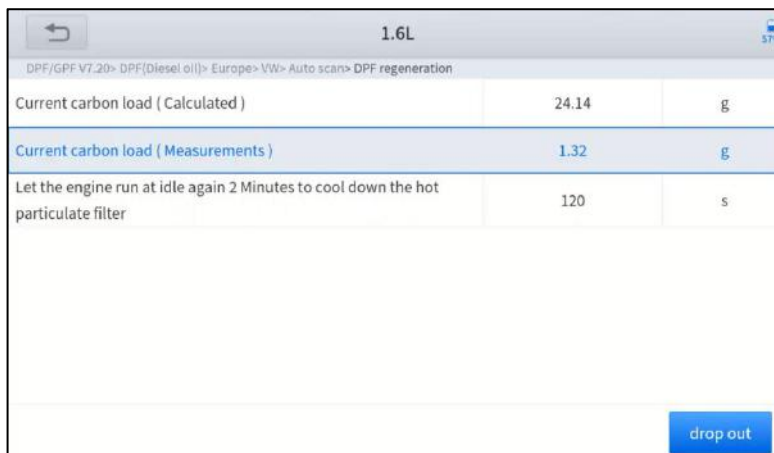 1.6L
DPF/GPF V7.20> DPF(Diesel oil)> Europe> VW> Auto scan> DPF regeneration
Current carbon load ( Calculated ) 24.14 g
Current carbon load ( Measurements ) 1.32 g
Let the engine run at idle again 2 Minutes to cool down the hot
particulate filter 120 s
drop out